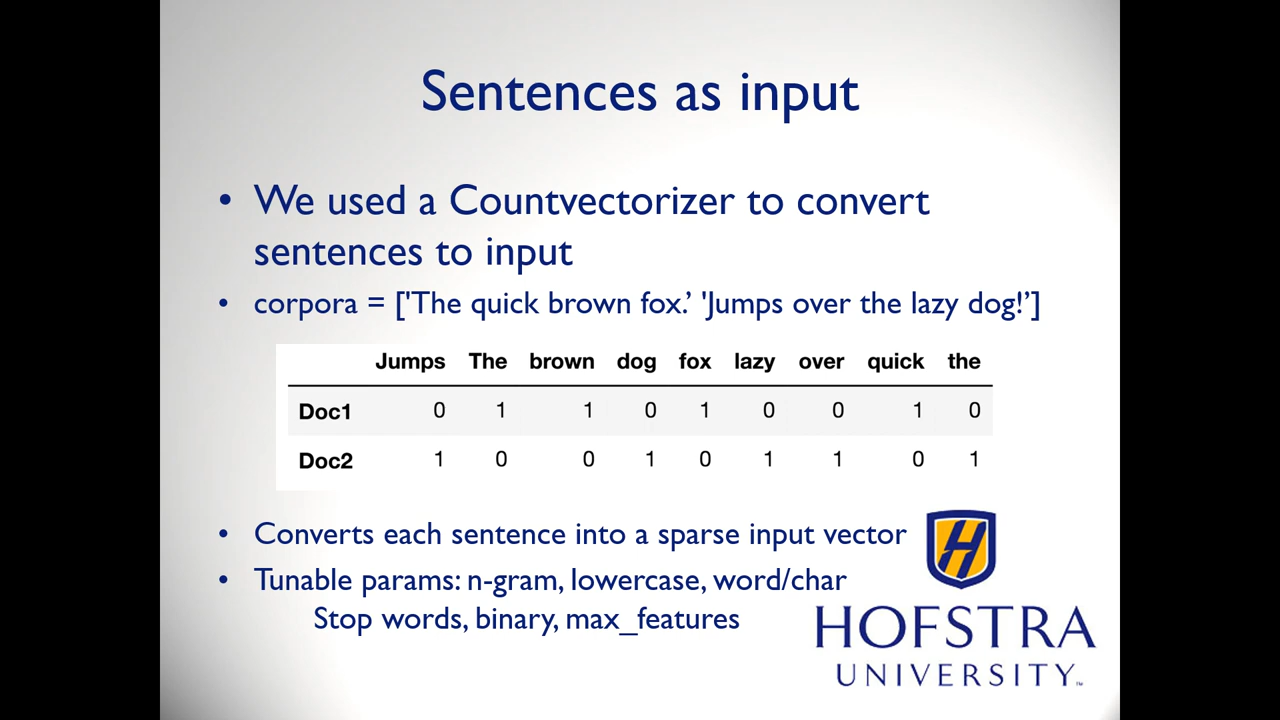 Sentences as input
• We used a Countvectorizer to convert
sentences to input
• corpora = ['The quick brown fox.’ 'Jumps over the lazy dog!’]
Jumps The brown dog fox lazy over quick the
Doc1 0 1 1 0 1 0 0 1 0
Doc2 1 0 0 1 0 1 1 0 1
• Converts each sentence into a sparse input vector
• Tunable params: n-gram, lowercase, word/char
Stop words, binary, max_features
H
HOFSTRA
UNIVERSITY™